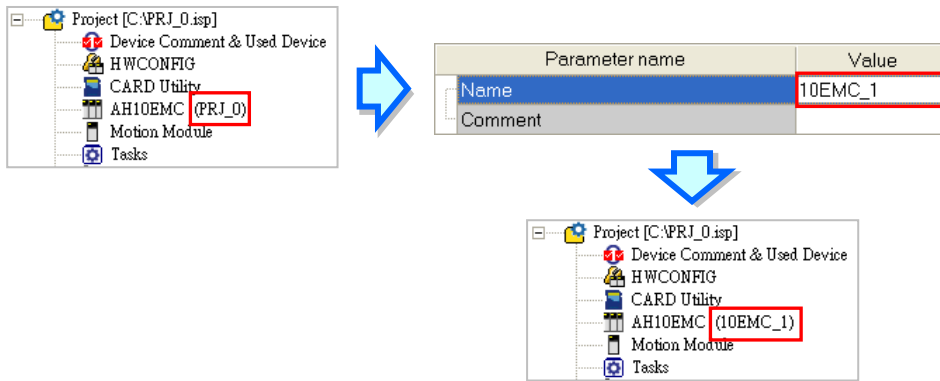 Project [C:\PRJ_0.isp]
Device Comment & Used Device
HWCONFIG
CARD Utility
AH10EMC (PRJ_0)
Motion Module
Tasks
Parameter name Value
Name 10EMC_1
Comment
Project [C:\PRJ_0.isp]
Device Comment & Used Device
HWCONFIG
CARD Utility
AH10EMC (10EMC_1)
Motion Module
Tasks